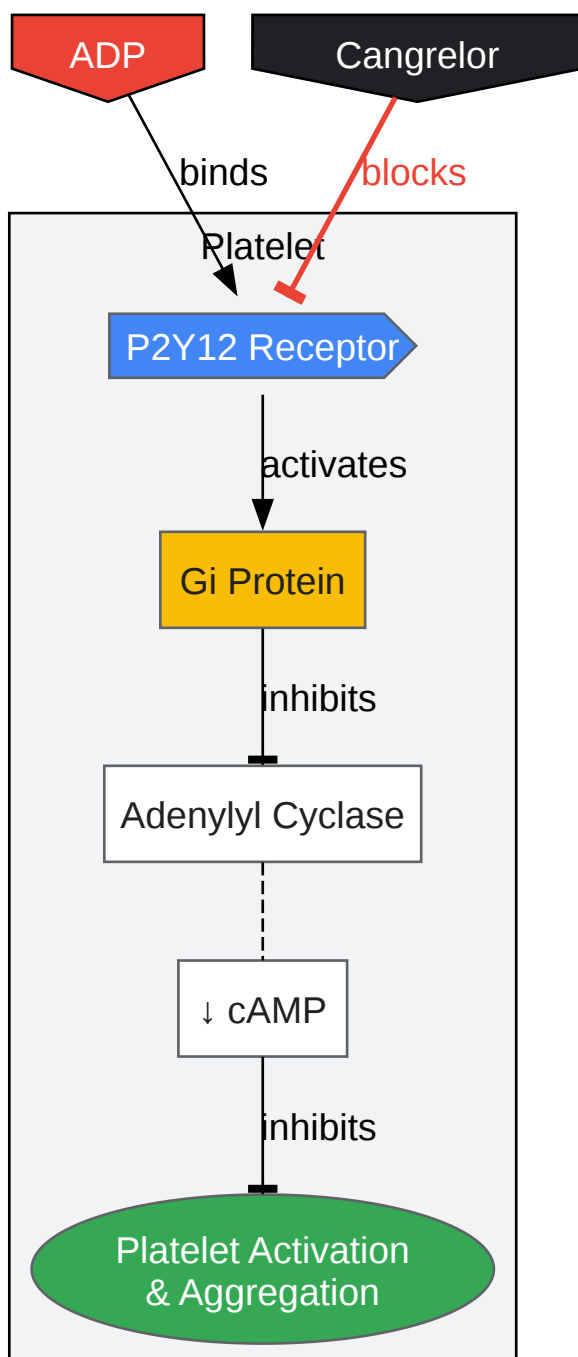 ADP
Cangrelor
binds
blocks
Platelet
P2Y12 Receptor
activates
Gi Protein
inhibits
Adenylyl Cyclase
↓ cAMP
inhibits
Platelet Activation
& Aggregation